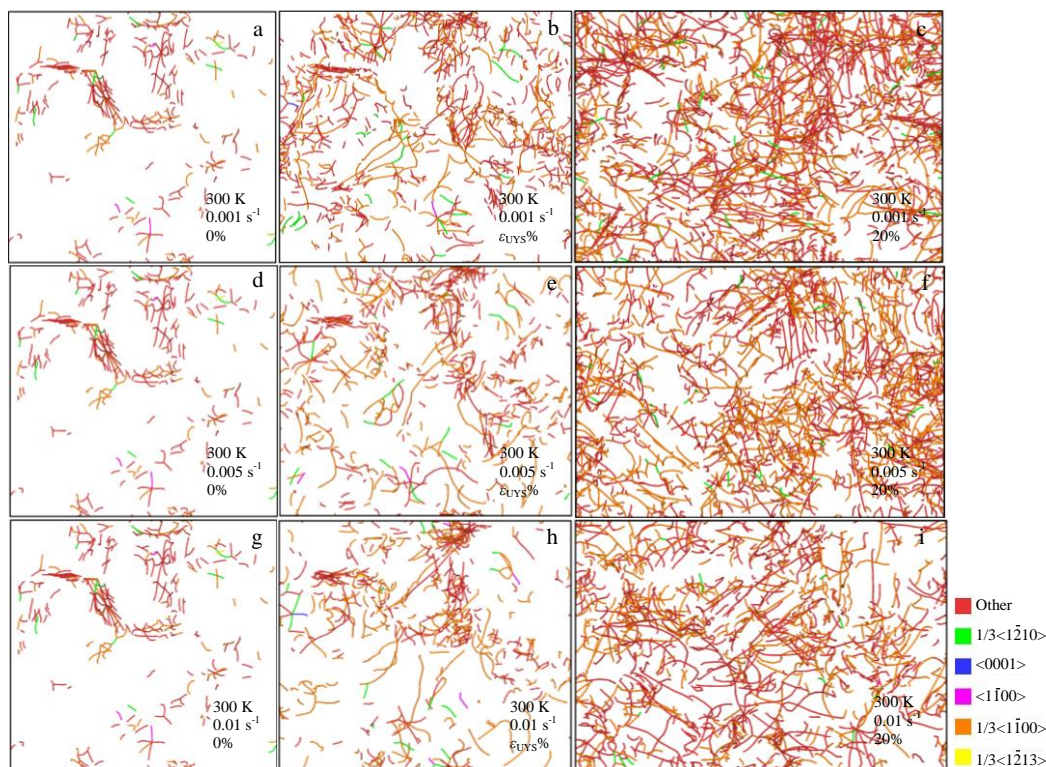 a
300 K
0.001 s⁻¹
0%
b
300 K
0.001 s⁻¹
εUYS%
c
300 K
0.001 s⁻¹
20%
d
300 K
0.005 s⁻¹
0%
e
300 K
0.005 s⁻¹
εUYS%
f
300 K
0.005 s⁻¹
20%
g
300 K
0.01 s⁻¹
0%
h
300 K
0.01 s⁻¹
εUYS%
i
300 K
0.01 s⁻¹
20%
Other
1/3<12̄10>
<0001>
<11̄00>
1/3<11̄00>
1/3<12̄13>